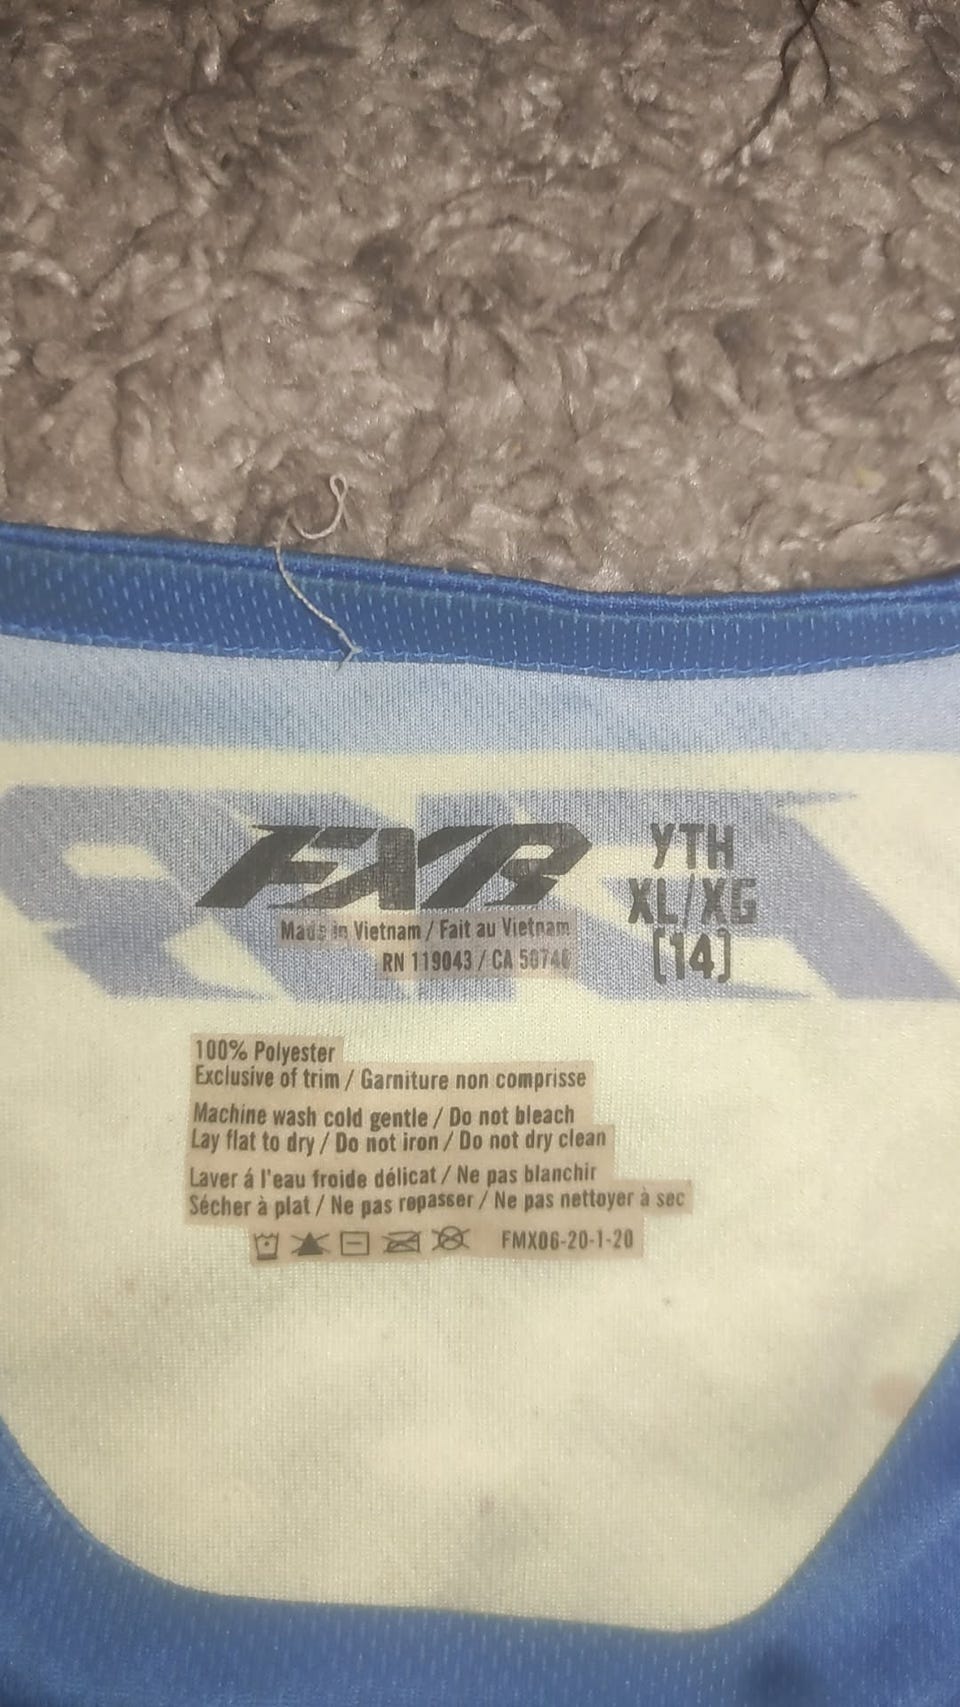 FXR
YTH
XL/XG
[14]
Made in Vietnam / Fait au Vietnam
RN 119043 / CA 50740
100% Polyester
Exclusive of trim / Garniture non comprisse
Machine wash cold gentle / Do not bleach
Lay flat to dry / Do not iron / Do not dry clean
Laver á l'eau froide délicat / Ne pas blanchir
Sécher à plat / Ne pas repasser / Ne pas nettoyer à sec
FMX06-20-1-20